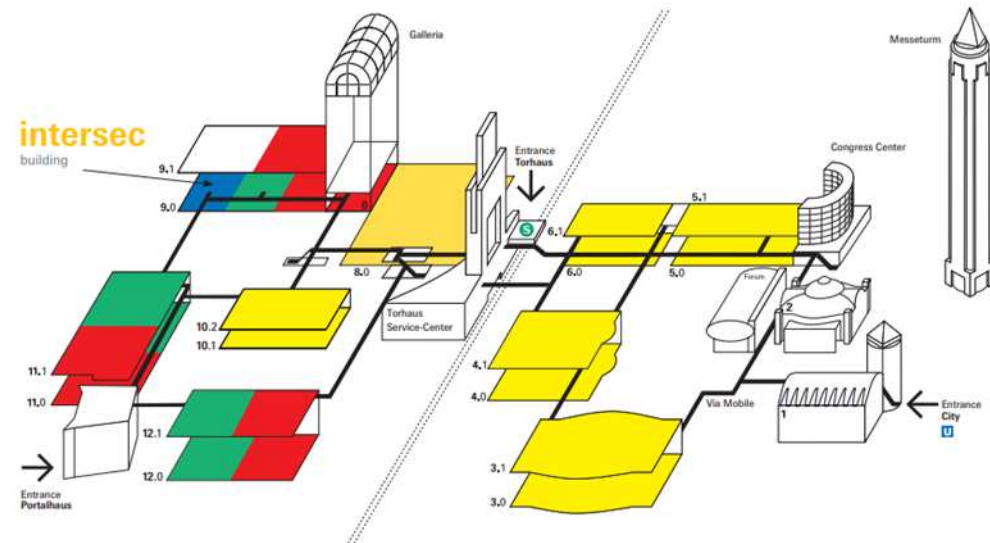 Galleria
Messeturm
intersec
building
Entrance
Torhaus
Congress Center
9.1
9.0
8
S
5.1
6.1
8.0
6.0
5.0
Forum
2
Torhaus
Service-Center
10.2
10.1
4.1
4.0
11.1
11.0
Via Mobile
1
Entrance
City
U
12.1
12.0
3.1
3.0
Entrance
Portalhaus